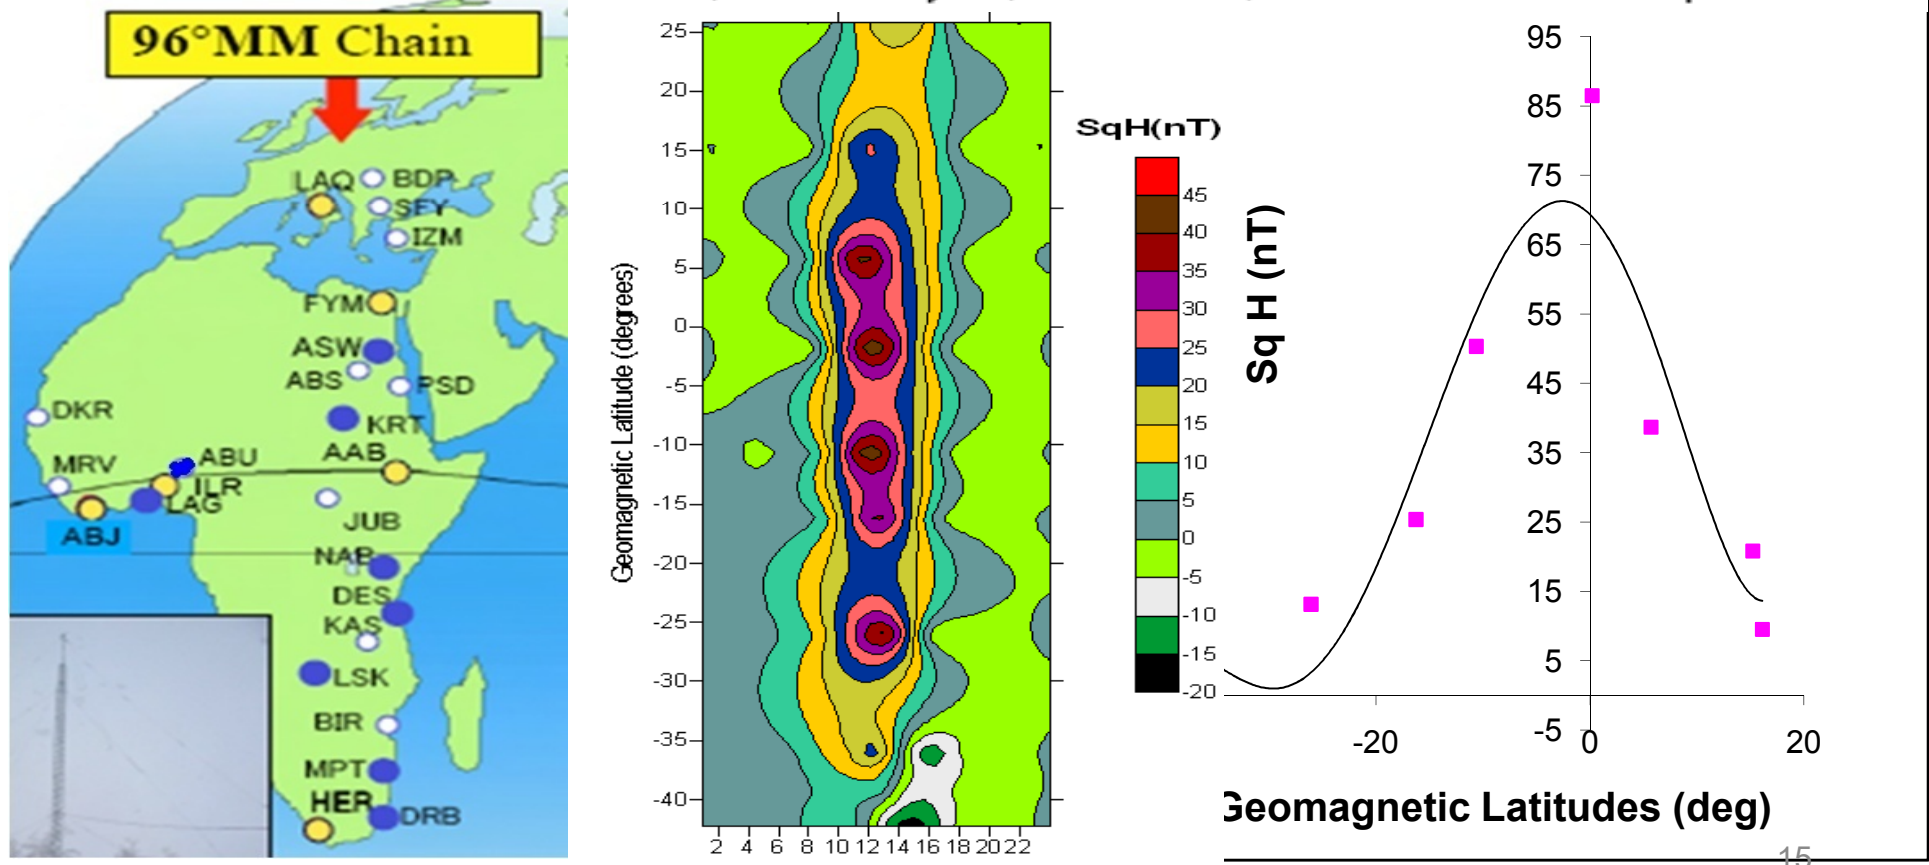 96°MM Chain
LAQ
BDP
SFY
IZM
FYM
ASW
ABS
PSD
DKR
KRT
AAB
MRV
ABU
ILR
LAG
ABJ
JUB
NAB
DES
KAS
LSK
BIR
MPT
HER
DRB
Geomagnetic Latitude (degrees)
25
20
15
10
5
0
-5
-10
-15
-20
-25
-30
-35
-40
2 4 6 8 10 12 14 16 18 20 22
SqH(nT)
45
40
35
30
25
20
15
10
5
0
-5
-10
-15
-20
Sq H (nT)
95
85
75
65
55
45
35
25
15
5
-5
-20 0 20
Geomagnetic Latitudes (deg)
15